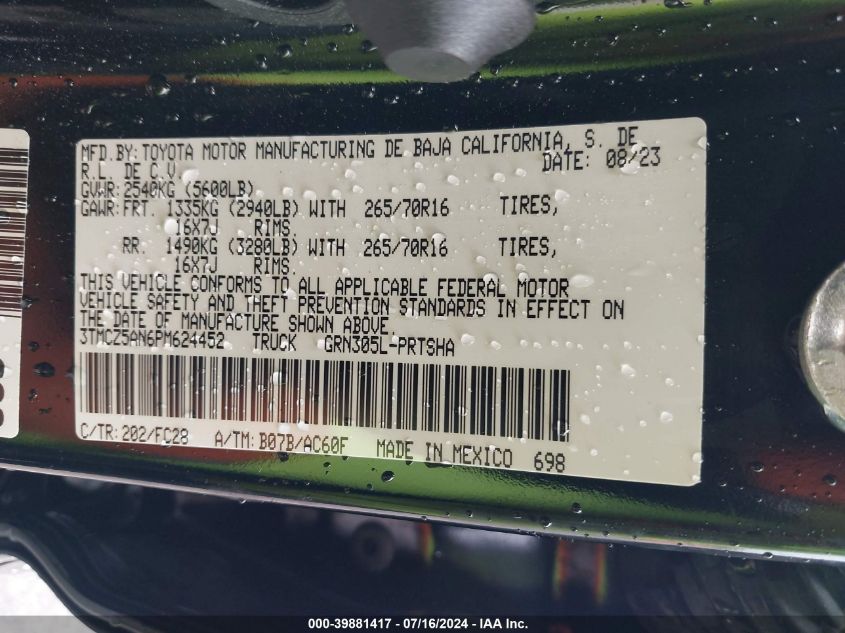 MFD.BY: TOYOTA MOTOR MANUFACTURING DE BAJA CALIFORNIA, S. DE
R.L. DE C.V. DATE: 08/23
GVWR: 2540KG (5600LB)
GAWR: FRT. 1335KG (2940LB) WITH 265/70R16 TIRES,
16X7J RIMS.
RR. 1490KG (3280LB) WITH 265/70R16 TIRES,
16X7J RIMS.
THIS VEHICLE CONFORMS TO ALL APPLICABLE FEDERAL MOTOR
VEHICLE SAFETY AND THEFT PREVENTION STANDARDS IN EFFECT ON
THE DATE OF MANUFACTURE SHOWN ABOVE.
3TMCZ5AN6PM624452 TRUCK GRN305L-PRTSHA
C/TR: 202/FC28 A/TM: B07B/AC60F MADE IN MEXICO 698
000-39881417 - 07/16/2024 - IAA Inc.